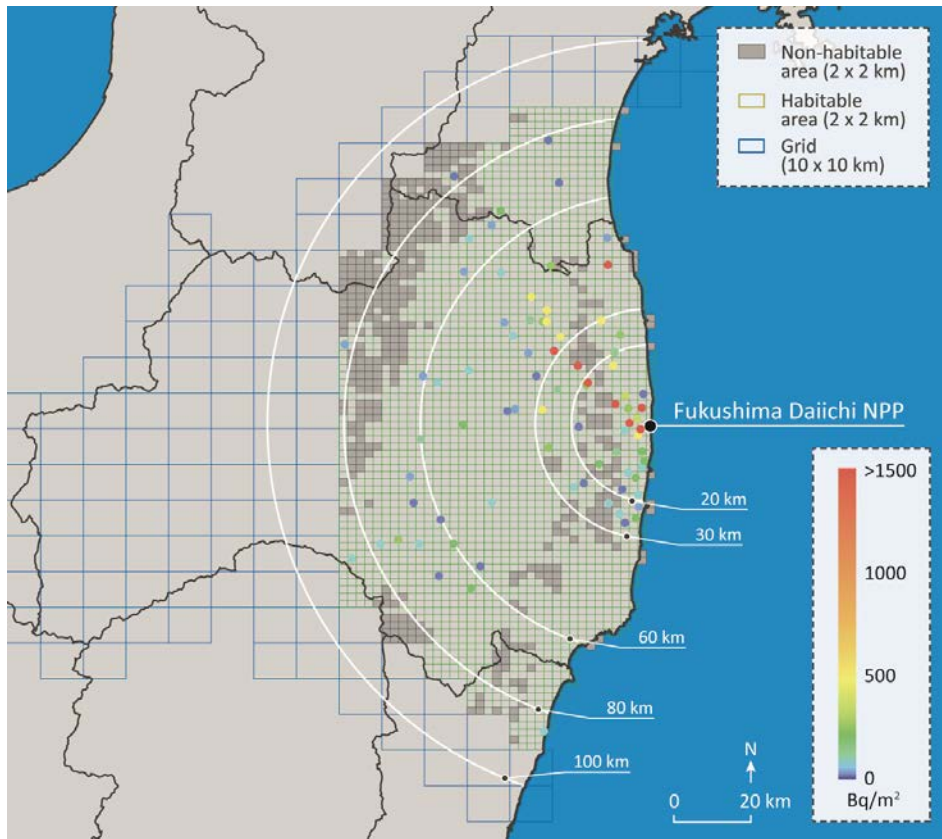 Non-habitable
area (2 x 2 km)
Habitable
area (2 x 2 km)
Grid
(10 x 10 km)
Fukushima Daiichi NPP
>1500
1000
500
0
Bq/m²
20 km
30 km
60 km
80 km
100 km
N
0 20 km